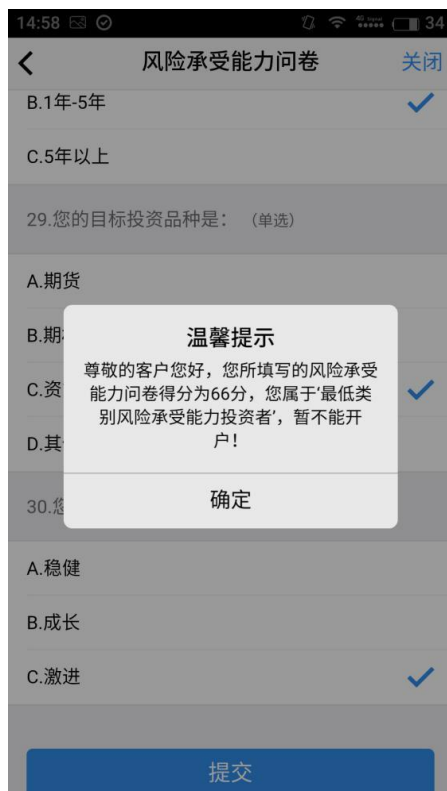 14:58
34
风险承受能力问卷
关闭
B.1年-5年
C.5年以上
29.您的目标投资品种是：（单选）
A.期货
B.期
温馨提示
尊敬的客户您好，您所填写的风险承受
能力问卷得分为66分，您属于‘最低类
别风险承受能力投资者’，暂不能开
户！
C.资
D.其
确定
30.您
A.稳健
B.成长
C.激进
提交